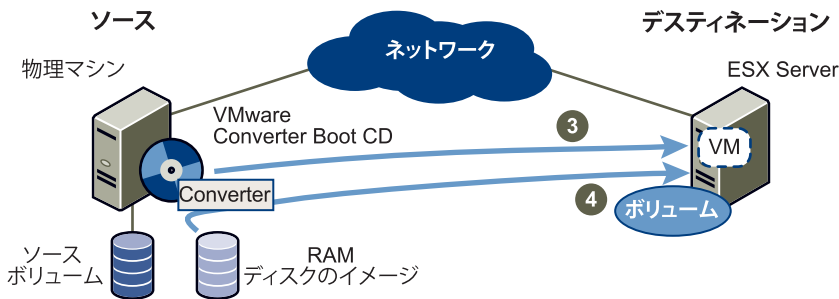 ソース
デスティネーション
ネットワーク
物理マシン
ESX Server
VMware
Converter Boot CD
3
VM
Converter
4
ボリューム
ソース
ボリューム
RAM
ディスクのイメージ